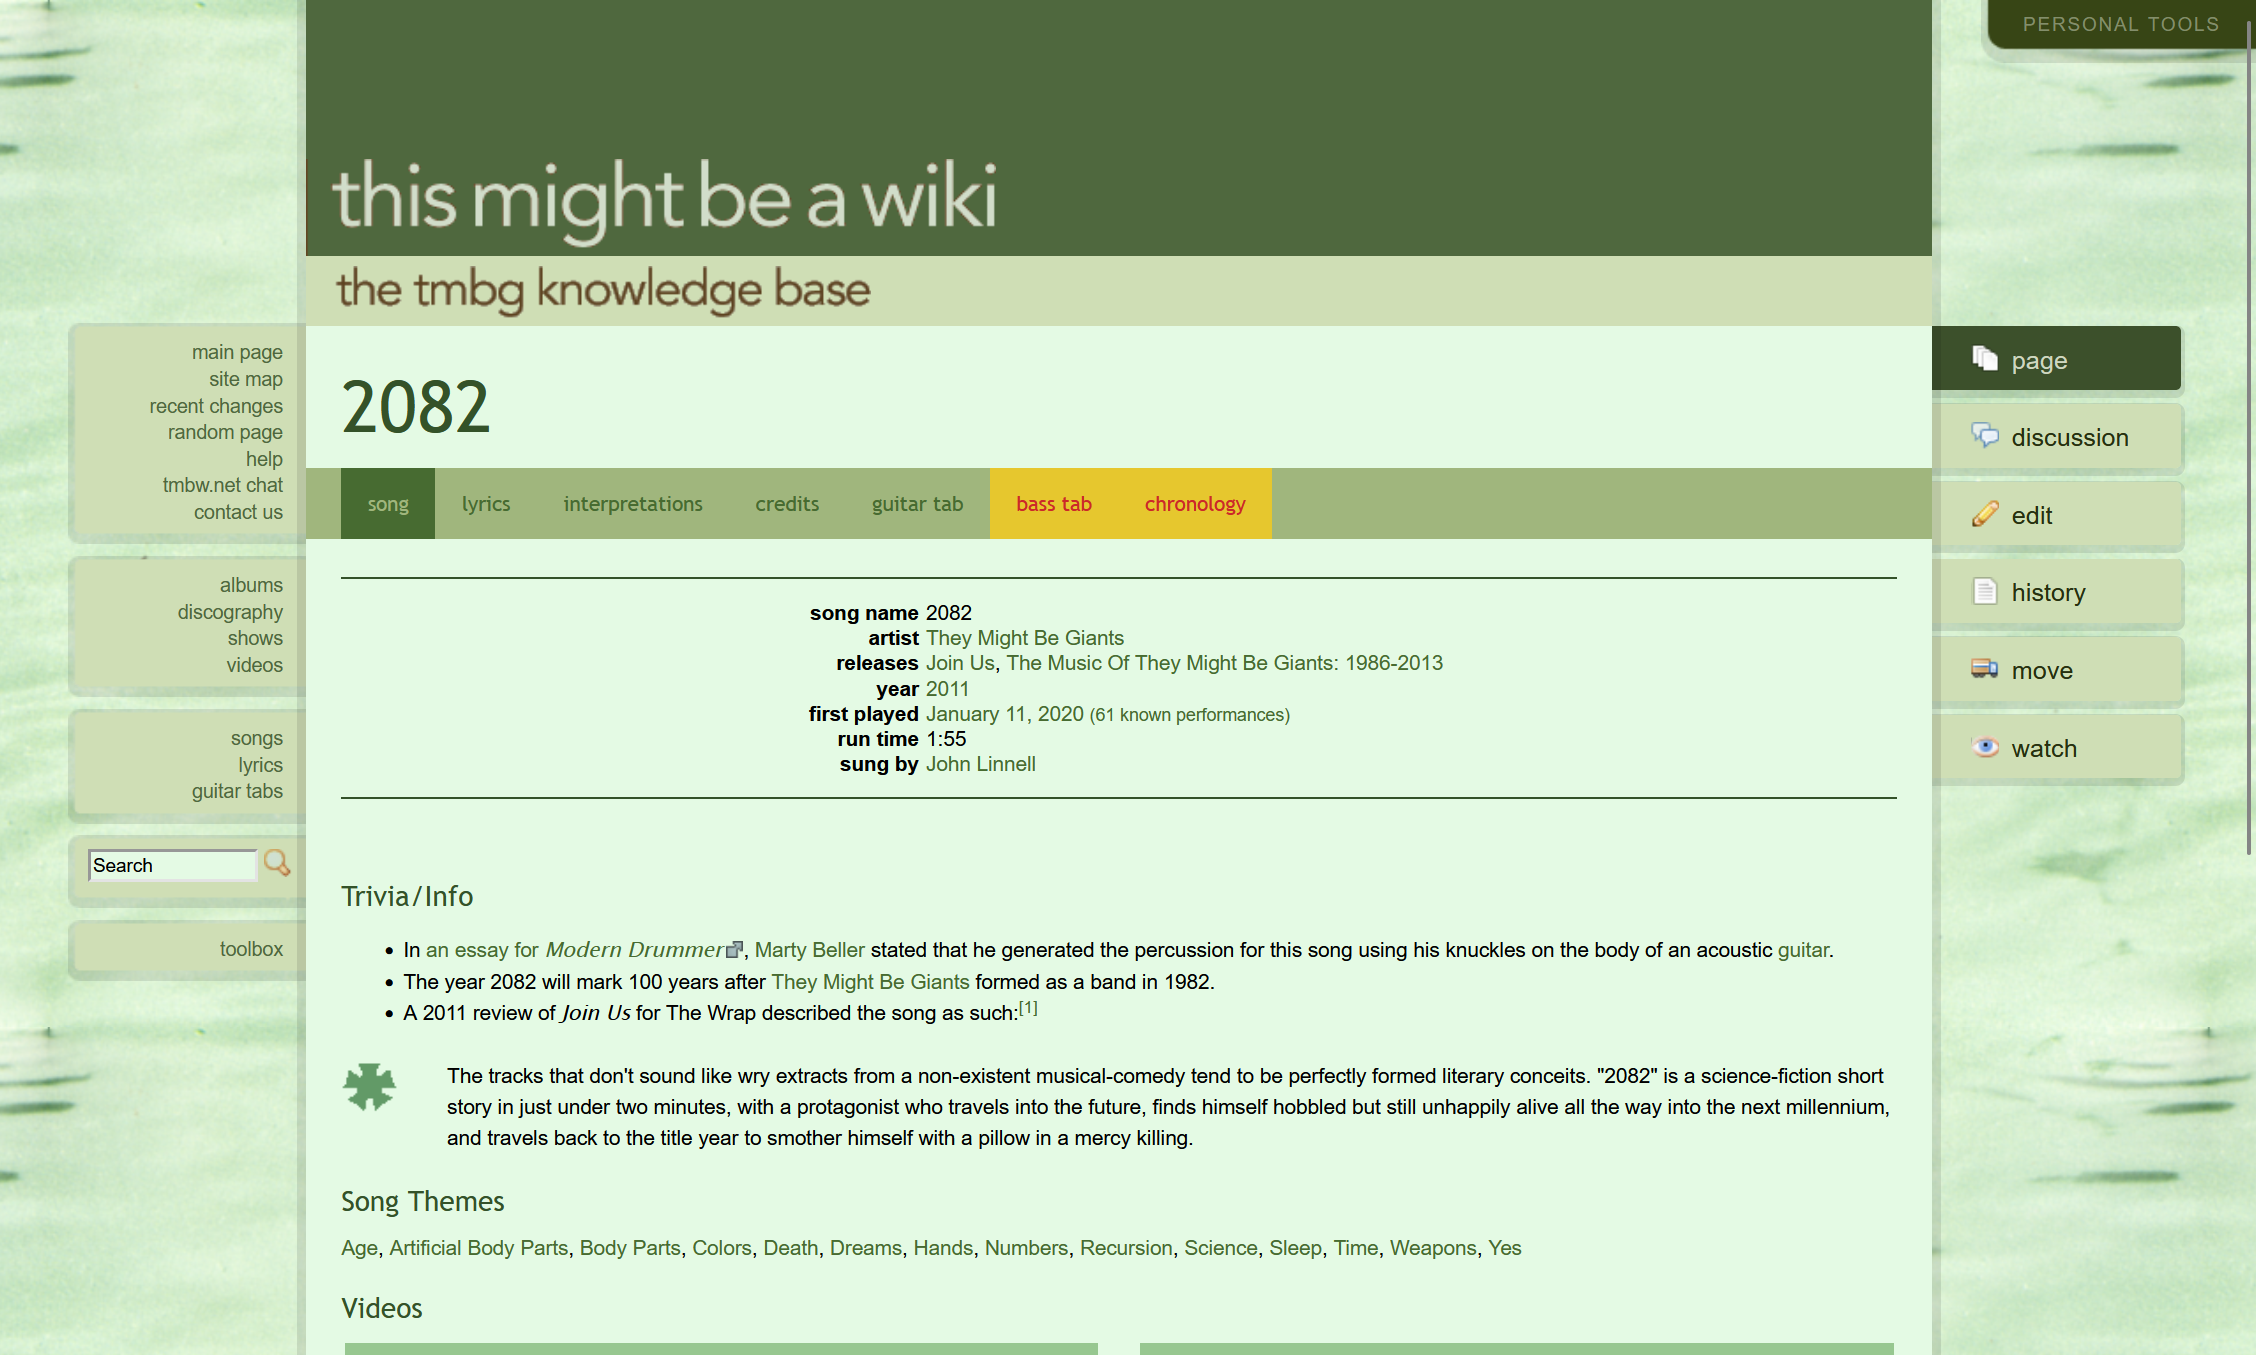 PERSONAL TOOLS
this might be a wiki
the tmbg knowledge base
main page
site map
recent changes
random page
help
tmbw.net chat
contact us
albums
discography
shows
videos
songs
lyrics
guitar tabs
Search
toolbox
page
discussion
edit
history
move
watch
2082
song lyrics interpretations credits guitar tab bass tab chronology
song name 2082
artist They Might Be Giants
releases Join Us, The Music Of They Might Be Giants: 1986-2013
year 2011
first played January 11, 2020 (61 known performances)
run time 1:55
sung by John Linnell
Trivia/Info
• In an essay for Modern Drummer, Marty Beller stated that he generated the percussion for this song using his knuckles on the body of an acoustic guitar.
• The year 2082 will mark 100 years after They Might Be Giants formed as a band in 1982.
• A 2011 review of Join Us for The Wrap described the song as such:[1]
The tracks that don't sound like wry extracts from a non-existent musical-comedy tend to be perfectly formed literary conceits. "2082" is a science-fiction short
story in just under two minutes, with a protagonist who travels into the future, finds himself hobbled but still unhappily alive all the way into the next millennium,
and travels back to the title year to smother himself with a pillow in a mercy killing.
Song Themes
Age, Artificial Body Parts, Body Parts, Colors, Death, Dreams, Hands, Numbers, Recursion, Science, Sleep, Time, Weapons, Yes
Videos